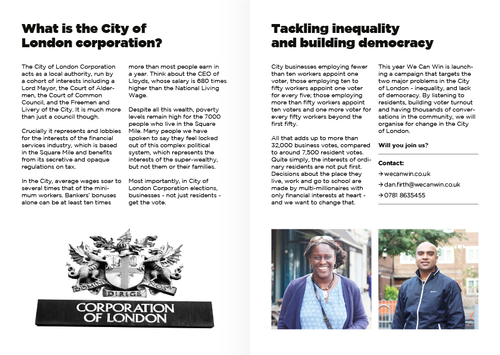 What is the City of
London corporation?
The City of London Corporation
acts as a local authority, run by
a cohort of interests including a
Lord Mayor, the Court of Alder-
men, the Court of Common
Council, and the Freemen and
Livery of the City. It is much more
than just a council though.
Crucially it represents and lobbies
for the interests of the financial
services industry, which is based
in the Square Mile and benefits
from its secretive and opaque
regulations on tax.
In the City, average wages soar to
several times that of the mini-
mum workers. Bankers' bonuses
alone can be at least ten times
more than most people earn in
a year. Think about the CEO of
Lloyds, whose salary is 680 times
higher than the National Living
Wage.
Despite all this wealth, poverty
levels remain high for the 7000
people who live in the Square
Mile. Many people we have
spoken to say they feel locked
out of this complex political
system, which represents the
interests of the super-wealthy,
but not them or their families.
Most importantly, in City of
London Corporation elections,
businesses - not just residents -
get the vote.
DIRIGE
CORPORATION
OF LONDON
Tackling inequality
and building democracy
City businesses employing fewer
than ten workers appoint one
voter, those employing ten to
fifty workers appoint one voter
for every five; those employing
more than fifty workers appoint
ten voters and one more voter for
every fifty workers beyond the
first fifty.
All that adds up to more than
32,000 business votes, compared
to around 7,500 resident votes.
Quite simply, the interests of ordi-
nary residents are not put first.
Decisions about the place they
live, work and go to school are
made by multi-millionaires with
only financial interests at heart -
and we want to change that.
This year We Can Win is launch-
ing a campaign that targets the
two major problems in the City
of London - inequality, and lack
of democracy. By listening to
residents, building voter turnout
and having thousands of conver-
sations in the community, we will
organise for change in the City
of London.
Will you join us?
Contact:
→ wecanwin.co.uk
→ dan.firth@wecanwin.co.uk
→ 0781 8635455